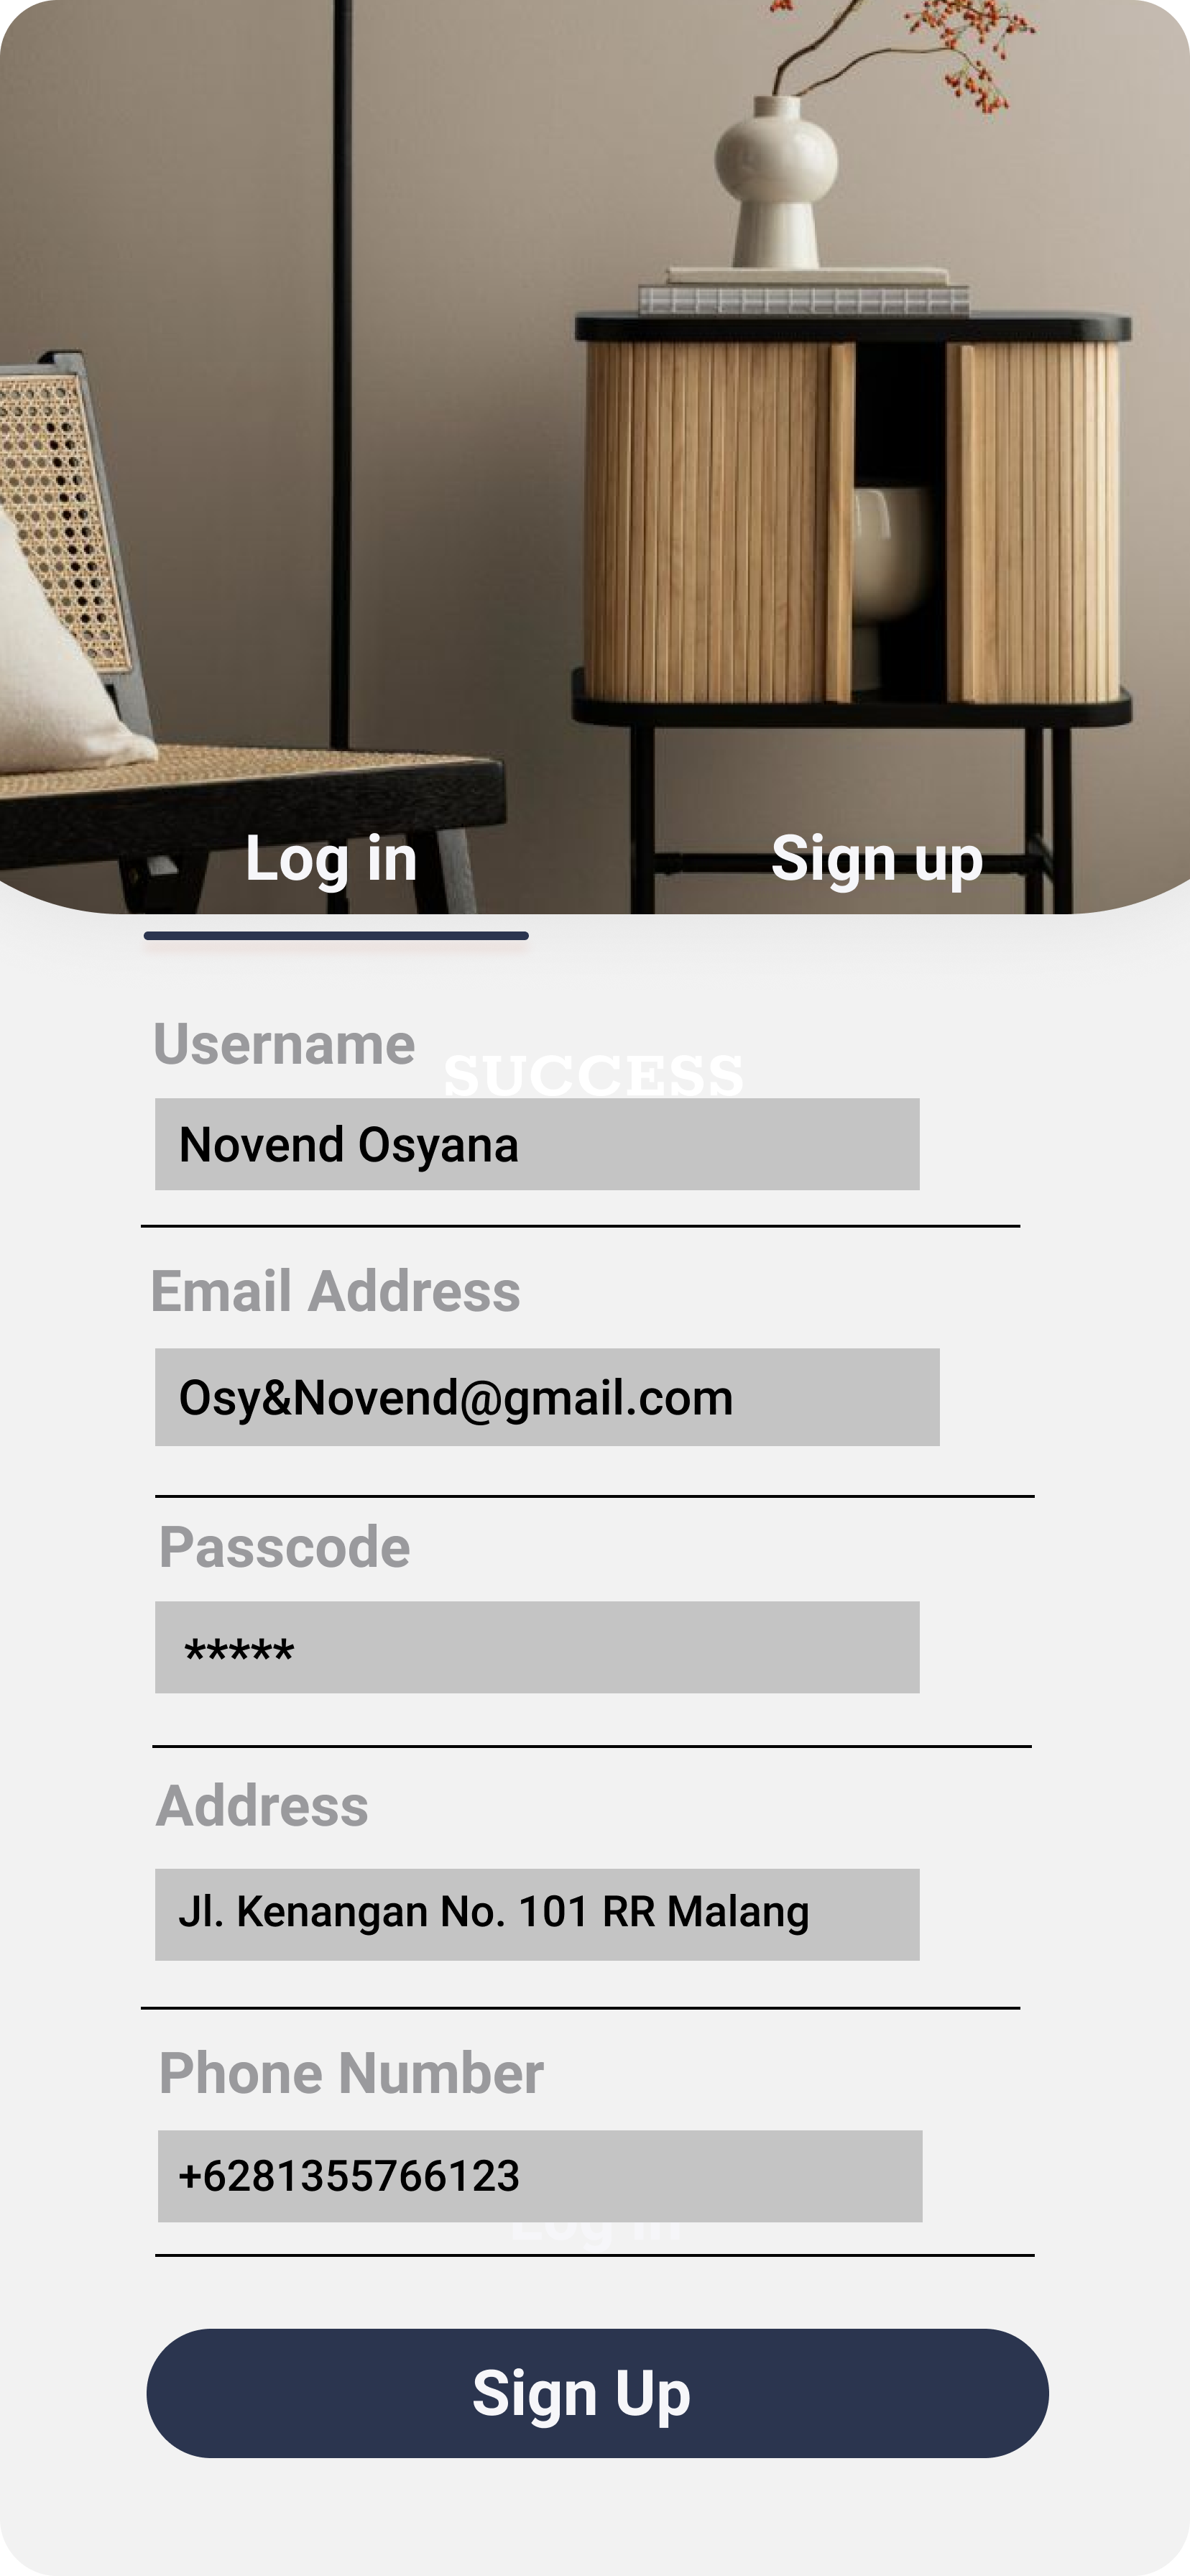 Log in
Sign up
Username
SUCCESS
Novend Osyana
Email Address
Osy&Novend@gmail.com
Passcode
*****
Address
Jl. Kenangan No. 101 RR Malang
Phone Number
+6281355766123
Log in
Sign Up